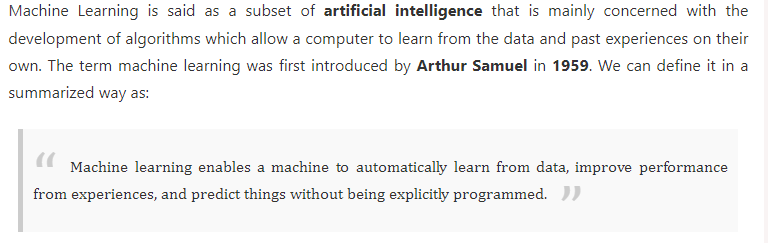 Machine Learning is said as a subset of artificial intelligence that is mainly concerned with the
development of algorithms which allow a computer to learn from the data and past experiences on their
own. The term machine learning was first introduced by Arthur Samuel in 1959. We can define it in a
summarized way as:
“ Machine learning enables a machine to automatically learn from data, improve performance
from experiences, and predict things without being explicitly programmed. ”